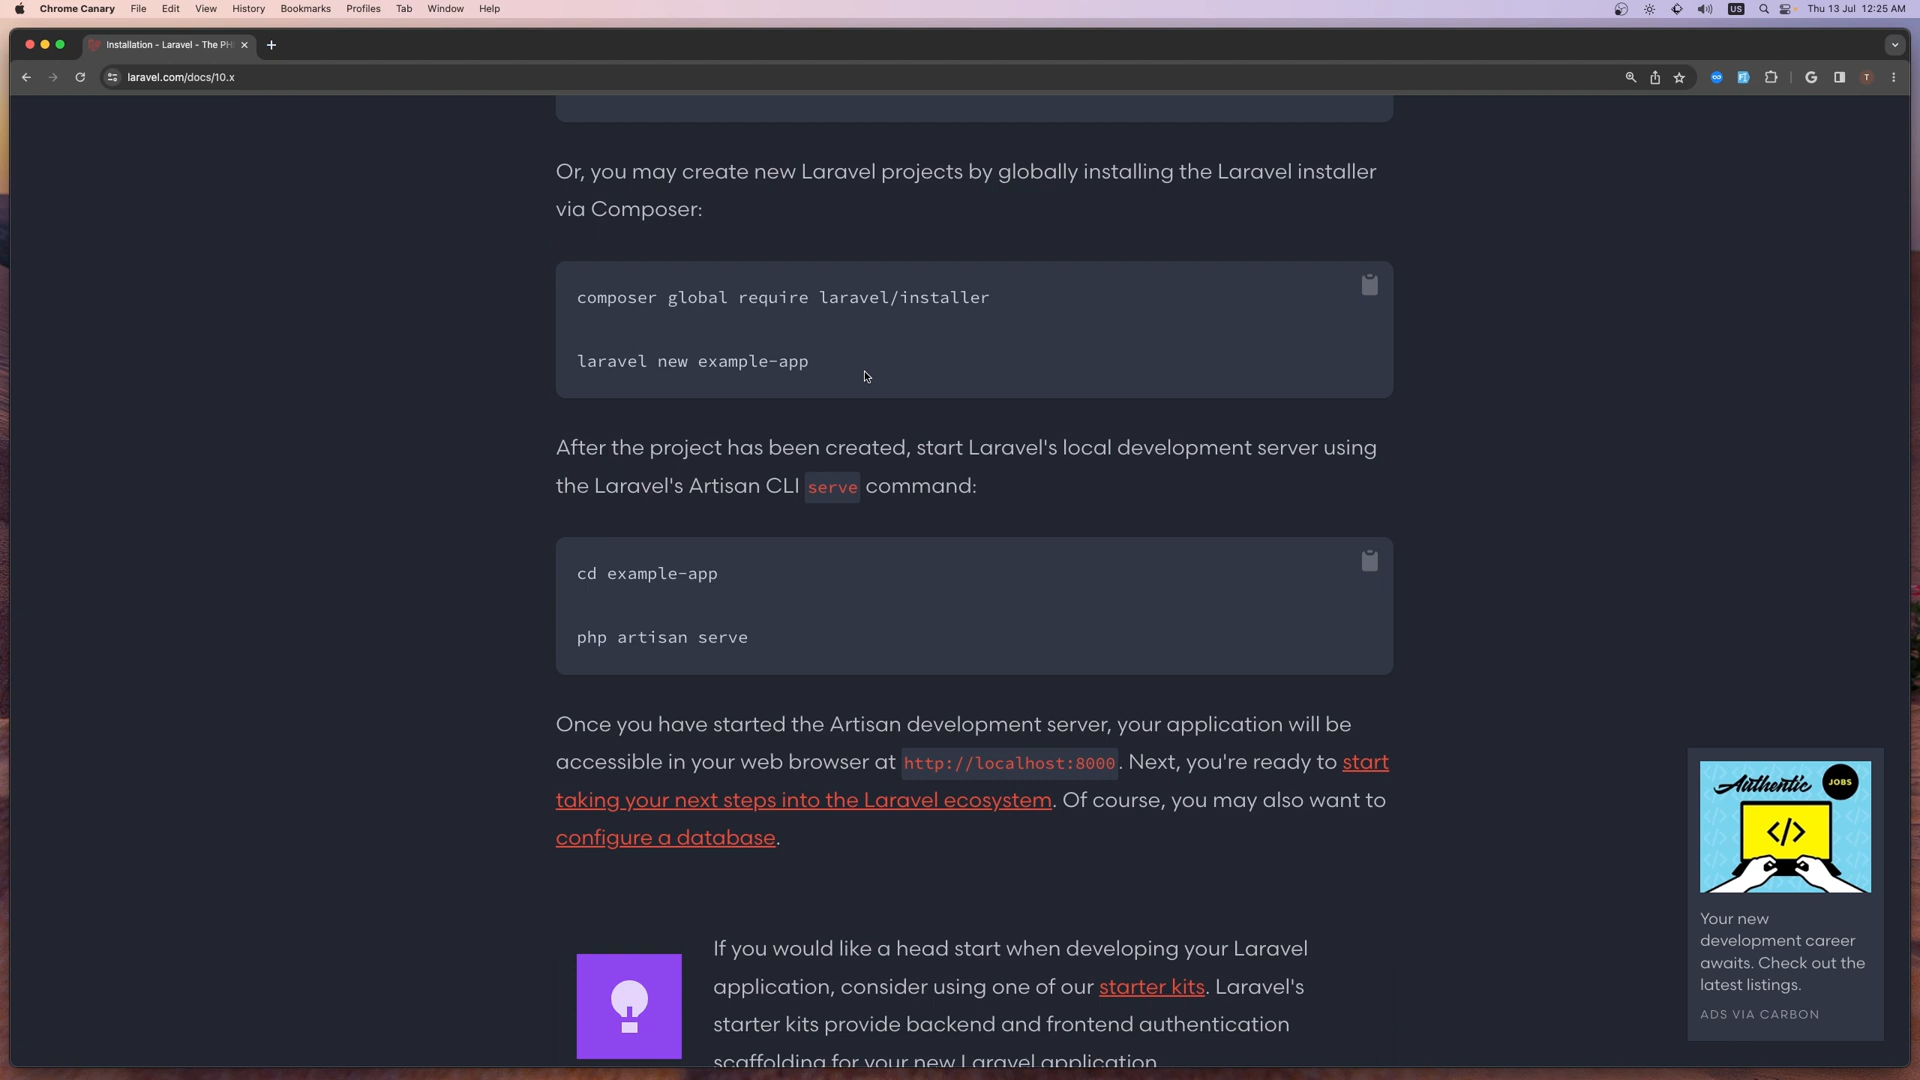 Chrome Canary File Edit View History Bookmarks Profiles Tab Window Help US Thu 13 Jul 12:25 AM
Installation - Laravel - The PH
laravel.com/docs/10.x T
Or, you may create new Laravel projects by globally installing the Laravel installer
via Composer:
composer global require laravel/installer
laravel new example-app
After the project has been created, start Laravel's local development server using
the Laravel's Artisan CLI serve command:
cd example-app
php artisan serve
Once you have started the Artisan development server, your application will be
accessible in your web browser at http://localhost:8000. Next, you're ready to start
taking your next steps into the Laravel ecosystem. Of course, you may also want to
configure a database.
If you would like a head start when developing your Laravel
application, consider using one of our starter kits. Laravel's
starter kits provide backend and frontend authentication
scaffolding for your new Laravel application.
Authentic JOBS
</>
Your new
development career
awaits. Check out the
latest listings.
ADS VIA CARBON